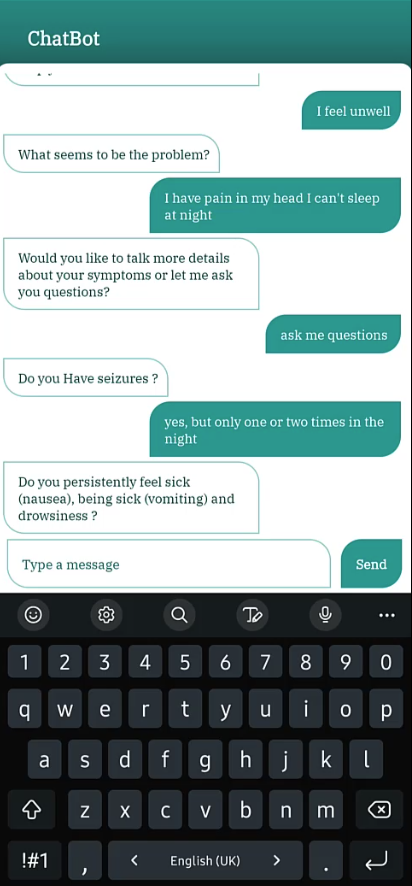 ChatBot
I feel unwell
What seems to be the problem?
I have pain in my head I can't sleep
at night
Would you like to talk more details
about your symptoms or let me ask
you questions?
ask me questions
Do you Have seizures ?
yes, but only one or two times in the
night
Do you persistently feel sick
(nausea), being sick (vomiting) and
drowsiness ?
Type a message
Send
1 2 3 4 5 6 7 8 9 0
q w e r t y u i o p
a s d f g h j k l
z x c v b n m
!#1 , < English (UK) > .